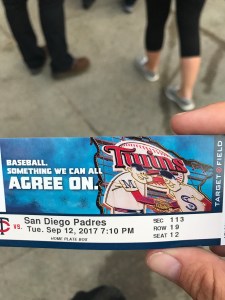 BASEBALL.
SOMETHING WE CAN ALL
AGREE ON.
Twins
M
S
TARGET FIELD
TC
VS.
San Diego Padres
Tue. Sep 12, 2017 7:10 PM
HOME PLATE BOX
SEC 113
ROW 19
SEAT 12